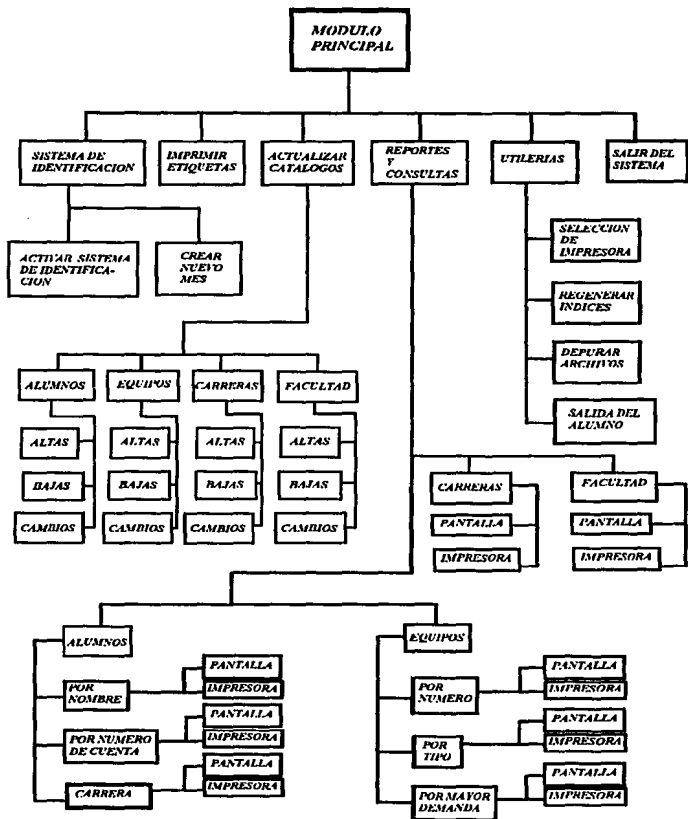 MODULO
PRINCIPAL
SISTEMA DE
IDENTIFICACION
IMPRIMIR
ETIQUETAS
ACTUALIZAR
CATALOGOS
REPORTES
Y
CONSULTAS
UTILERIAS
SALIR DEL
SISTEMA
ACTIVAR SISTEMA
DE IDENTIFICA-
CION
CREAR
NUEVO
MES
SELECCION
DE
IMPRESORA
REGENERAR
INDICES
DEPURAR
ARCHIVOS
SALIDA DEL
ALUMNO
ALUMNOS
EQUIPOS
CARRERAS
FACULTAD
ALTAS
ALTAS
ALTAS
ALTAS
BAJAS
BAJAS
BAJAS
BAJAS
CAMBIOS
CAMBIOS
CAMBIOS
CAMBIOS
CARRERAS
PANTALLA
IMPRESORA
FACULTAD
PANTALLA
IMPRESORA
ALUMNOS
POR
NOMBRE
PANTALLA
IMPRESORA
POR NUMERO
DE CUENTA
PANTALLA
IMPRESORA
CARRERA
PANTALLA
IMPRESORA
EQUIPOS
POR
NUMERO
PANTALLA
IMPRESORA
POR
TIPO
PANTALLA
IMPRESORA
POR MAYOR
DEMANDA
PANTALLA
IMPRESORA